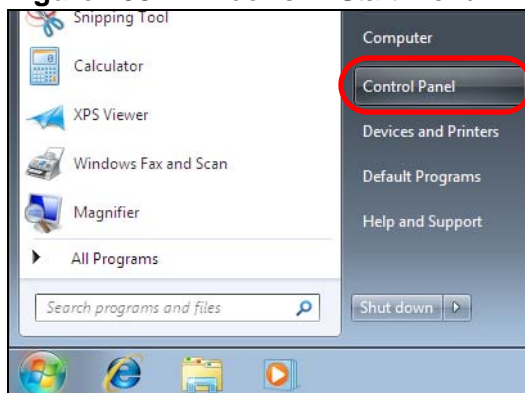 Snipping Tool
Calculator
XPS Viewer
Windows Fax and Scan
Magnifier
All Programs
Search programs and files
Computer
Control Panel
Devices and Printers
Default Programs
Help and Support
Shut down